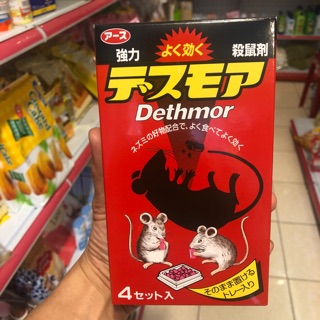 アース
強力
よく効く
殺鼠剤
デスモア
Dethmor
ネズミの好物配合で、よく食べて、よく効く
4セット入
そのまま置ける
トレー入り